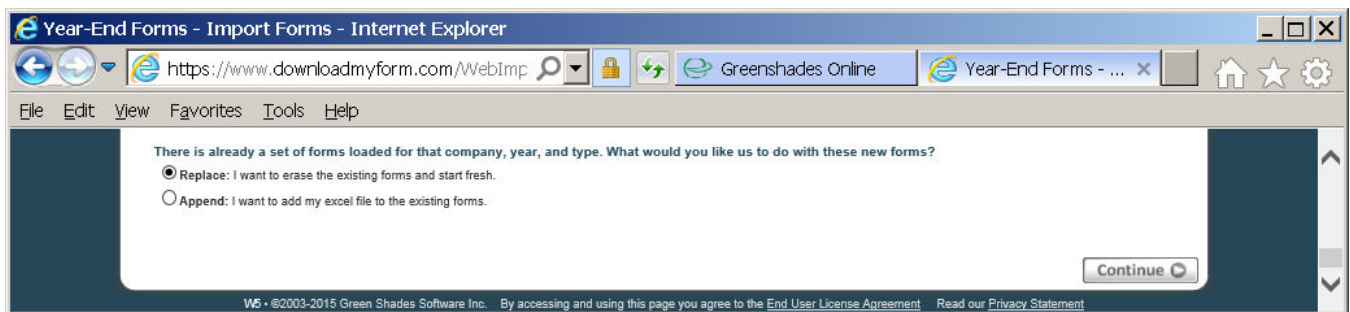 Year-End Forms - Import Forms - Internet Explorer
https://www.downloadmyform.com/WebImp
Greenshades Online
Year-End Forms - ...
File Edit View Favorites Tools Help
There is already a set of forms loaded for that company, year, and type. What would you like us to do with these new forms?
Replace: I want to erase the existing forms and start fresh.
Append: I want to add my excel file to the existing forms.
Continue
W5 • ©2003-2015 Green Shades Software Inc. By accessing and using this page you agree to the End User License Agreement Read our Privacy Statement